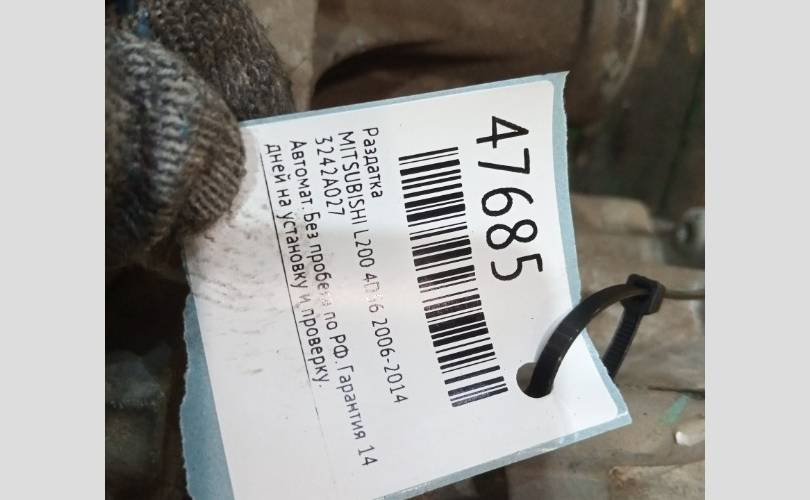 47685
Раздатка
MITSUBISHI L200 4D56 2006-2014
3242A027
Автомат. Без пробега по РФ. Гарантия 14
дней на установку и проверку.